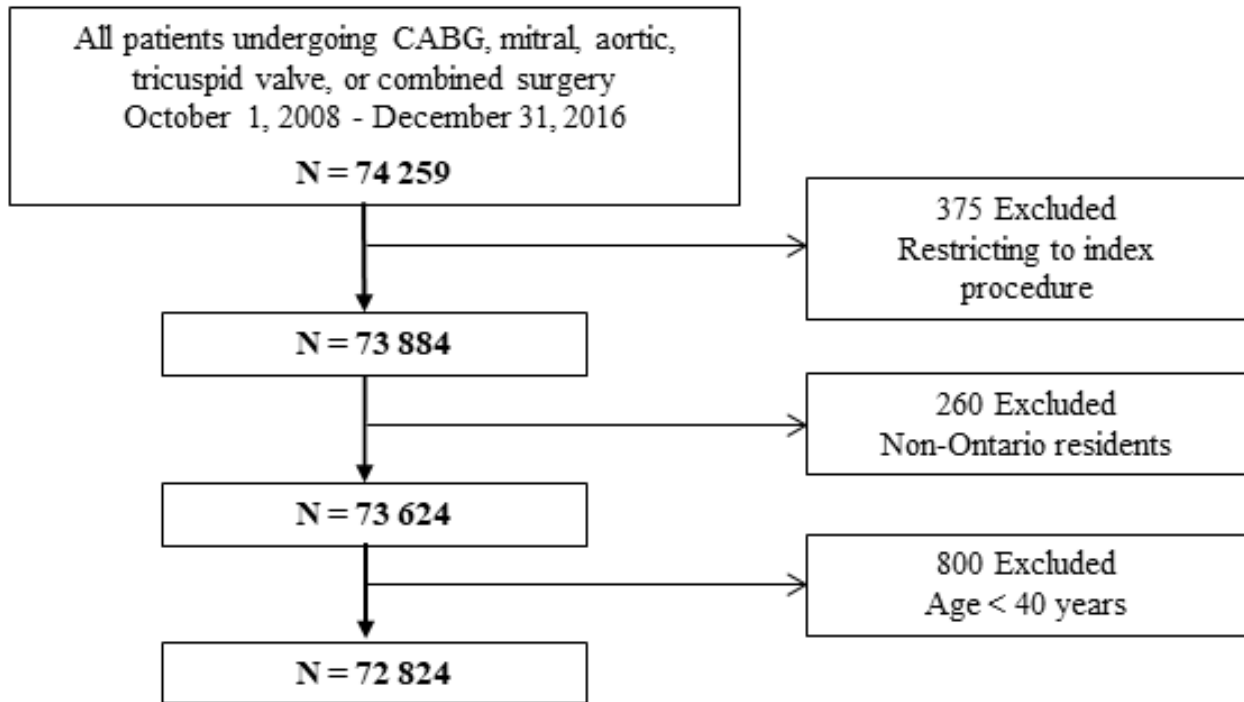 All patients undergoing CABG, mitral, aortic,
tricuspid valve, or combined surgery
October 1, 2008 - December 31, 2016
N = 74 259
375 Excluded
Restricting to index
procedure
N = 73 884
260 Excluded
Non-Ontario residents
N = 73 624
800 Excluded
Age < 40 years
N = 72 824